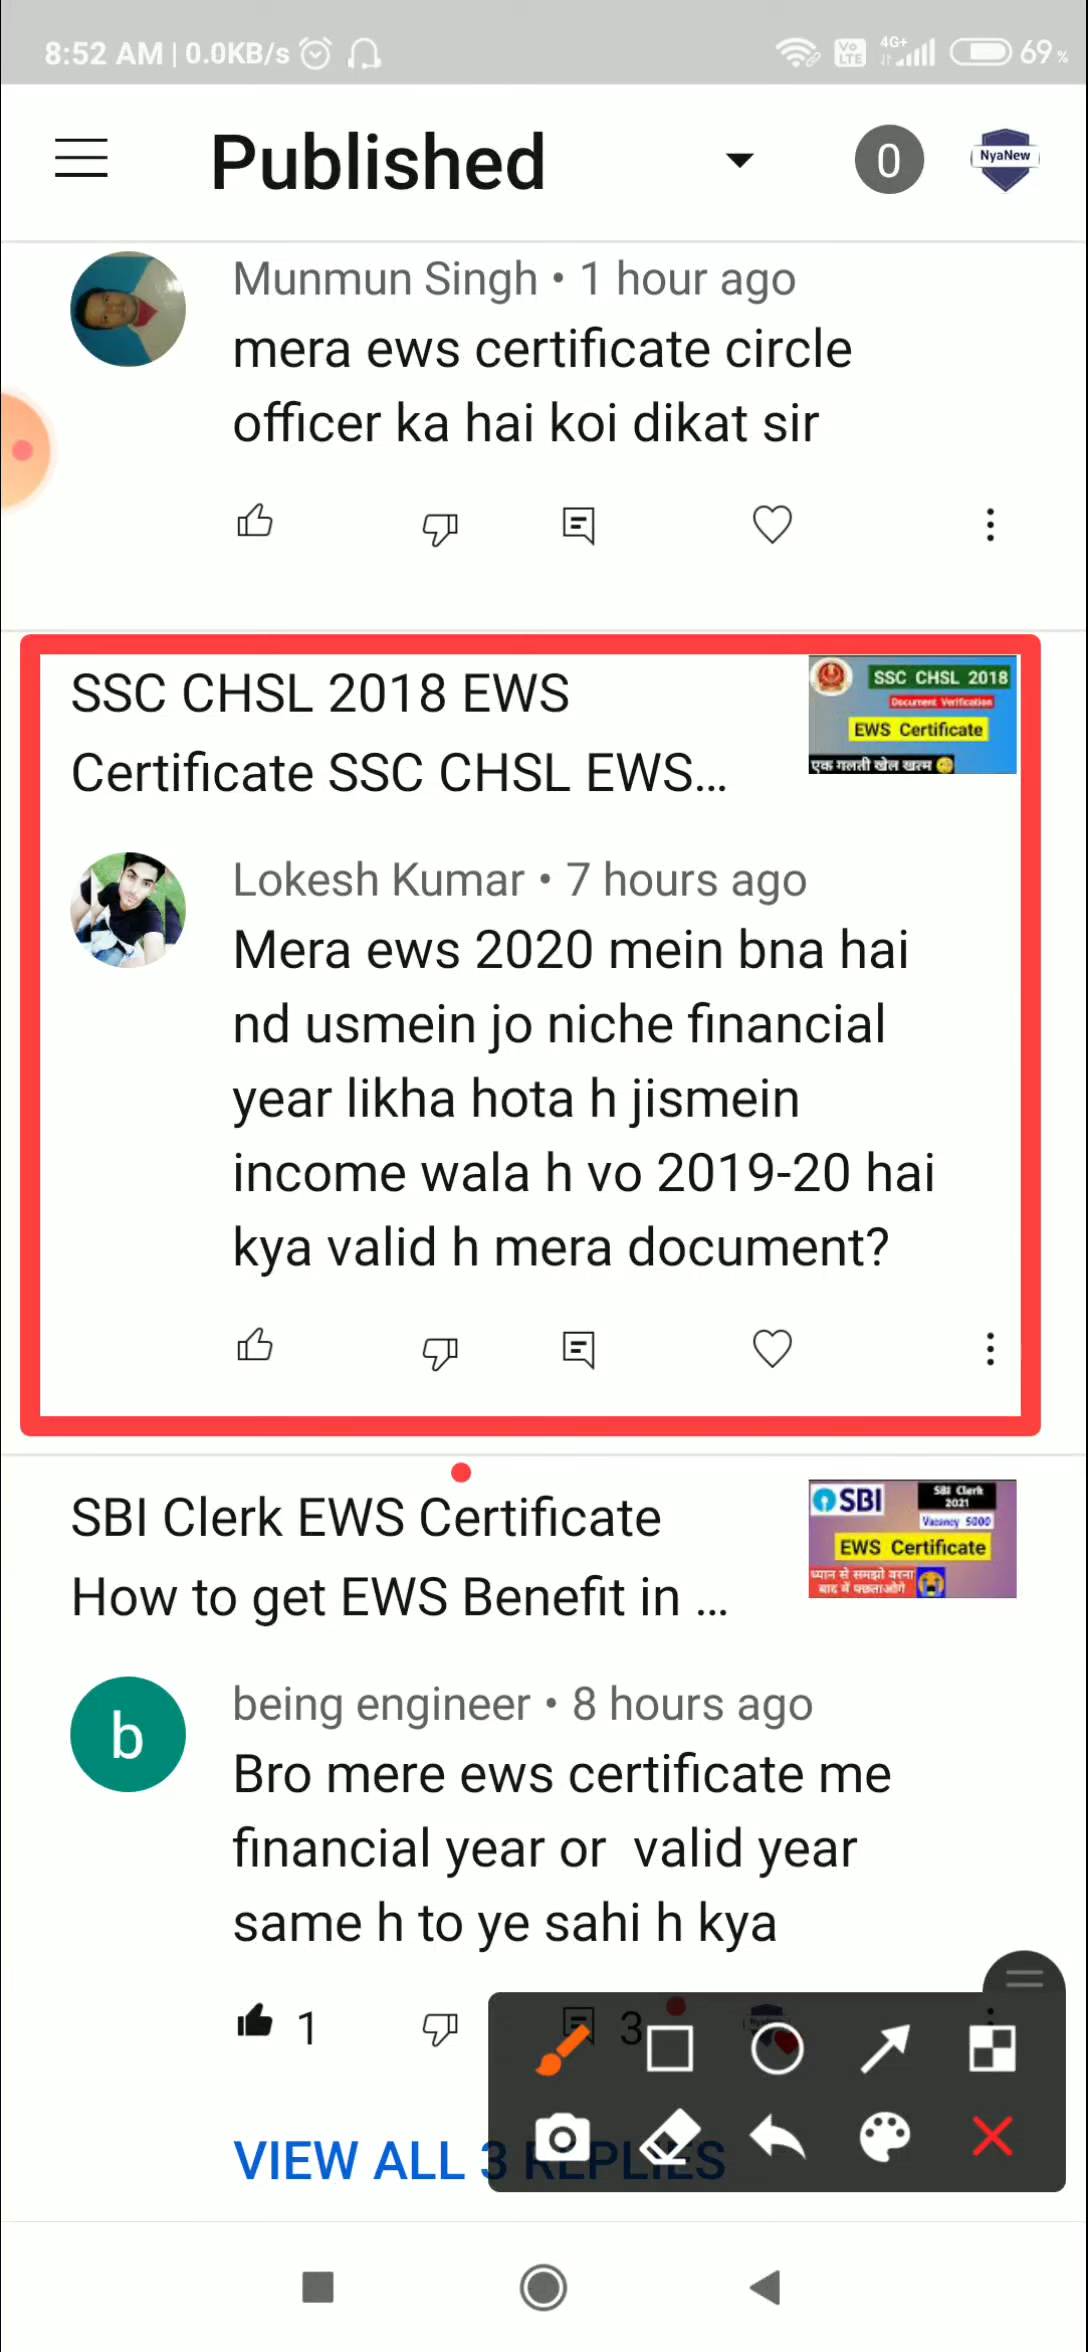 8:52 AM | 0.0KB/s
Vo LTE 4G+ 69%
Published
0
NyaNew
Munmun Singh • 1 hour ago
mera ews certificate circle
officer ka hai koi dikat sir
SSC CHSL 2018 EWS
Certificate SSC CHSL EWS...
SSC CHSL 2018
Document Verification
EWS Certificate
एक गलती खेल खत्म
Lokesh Kumar • 7 hours ago
Mera ews 2020 mein bna hai
nd usmein jo niche financial
year likha hota h jismein
income wala h vo 2019-20 hai
kya valid h mera document?
SBI Clerk EWS Certificate
How to get EWS Benefit in ...
SBI
SBI Clerk
2021
Vacancy 5000
EWS Certificate
ध्यान से समझो वरना
बाद में पछताओगे
b
being engineer • 8 hours ago
Bro mere ews certificate me
financial year or valid year
same h to ye sahi h kya
1
3
VIEW ALL 3 REPLIES